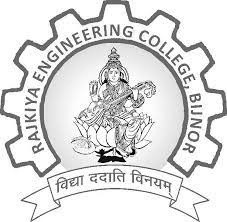 RAJKIYA ENGINEERING COLLEGE, BIJNOR
विद्या ददाति विनयम्